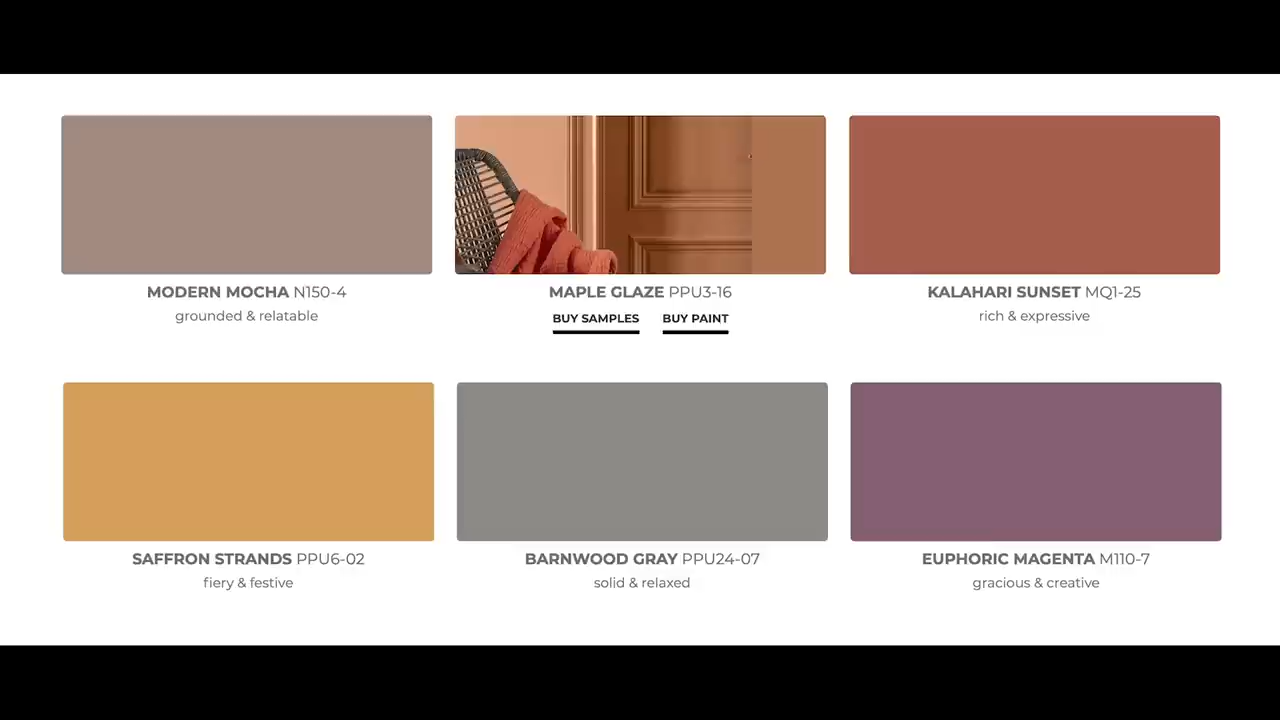 MODERN MOCHA N150-4
grounded & relatable
MAPLE GLAZE PPU3-16
BUY SAMPLES BUY PAINT
KALAHARI SUNSET MQ1-25
rich & expressive
SAFFRON STRANDS PPU6-02
fiery & festive
BARNWOOD GRAY PPU24-07
solid & relaxed
EUPHORIC MAGENTA M110-7
gracious & creative